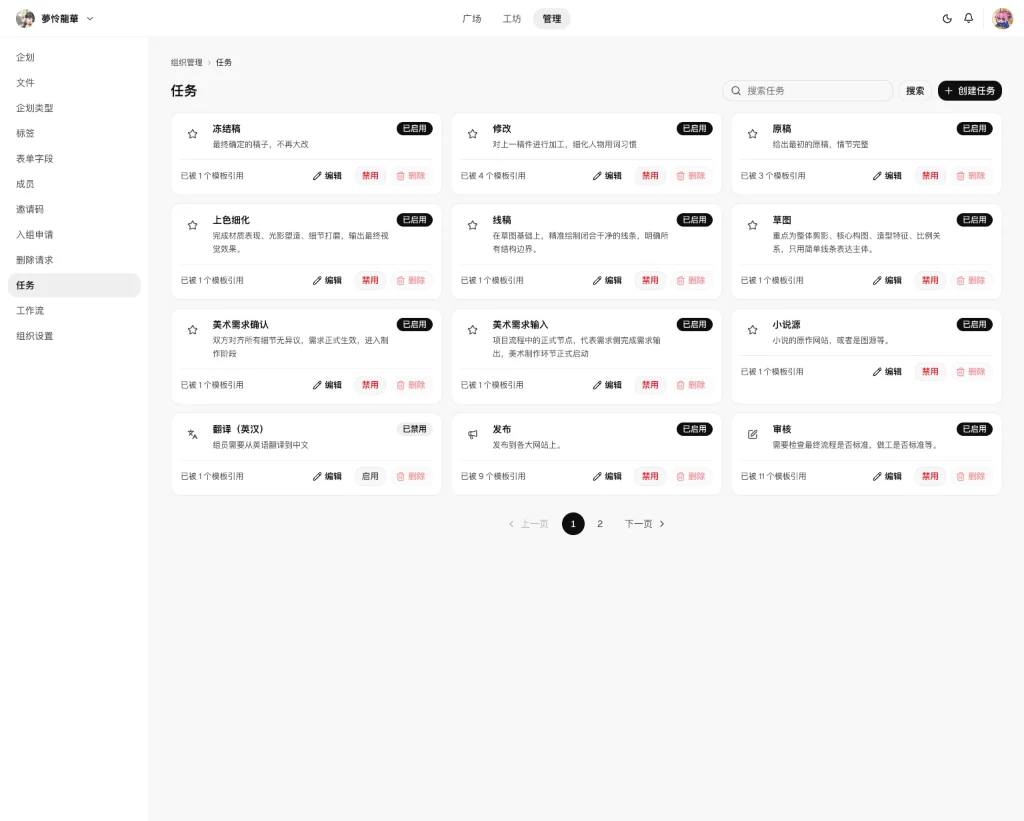 夢怜龍華
广场 工坊 管理
企划
文件
企划类型
标签
表单字段
成员
邀请码
入组申请
删除请求
任务
工作流
组织设置
组织管理 › 任务
任务
搜索任务 搜索 + 创建任务
冻结稿 已启用
最终确定的稿子，不再大改
已被 1 个模板引用 编辑 禁用 删除
修改 已启用
对上一稿件进行加工，细化人物用词习惯
已被 4 个模板引用 编辑 禁用 删除
原稿 已启用
给出最初的原稿，情节完整
已被 3 个模板引用 编辑 禁用 删除
上色细化 已启用
完成材质表现、光影塑造、细节打磨，输出最终视
觉效果。
已被 1 个模板引用 编辑 禁用 删除
线稿 已启用
在草图基础上，精准绘制闭合干净的线条，明确所
有结构边界。
已被 1 个模板引用 编辑 禁用 删除
草图 已启用
重点为整体剪影、核心构图、造型特征、比例关
系，只用简单线条表达主体。
已被 1 个模板引用 编辑 禁用 删除
美术需求确认 已启用
双方对齐所有细节无异议，需求正式生效，进入制
作阶段
已被 1 个模板引用 编辑 禁用 删除
美术需求输入 已启用
项目流程中的正式节点，代表需求侧完成需求输
出，美术制作环节正式启动
已被 1 个模板引用 编辑 禁用 删除
小说源 已启用
小说的原作网站，或者是图源等。
已被 1 个模板引用 编辑 禁用 删除
翻译（英汉） 已禁用
组员需要从英语翻译到中文
已被 1 个模板引用 编辑 启用 删除
发布 已启用
发布到各大网站上。
已被 9 个模板引用 编辑 禁用 删除
审核 已启用
需要检查最终流程是否标准，做工是否标准等。
已被 11 个模板引用 编辑 禁用 删除
上一页 1 2 下一页